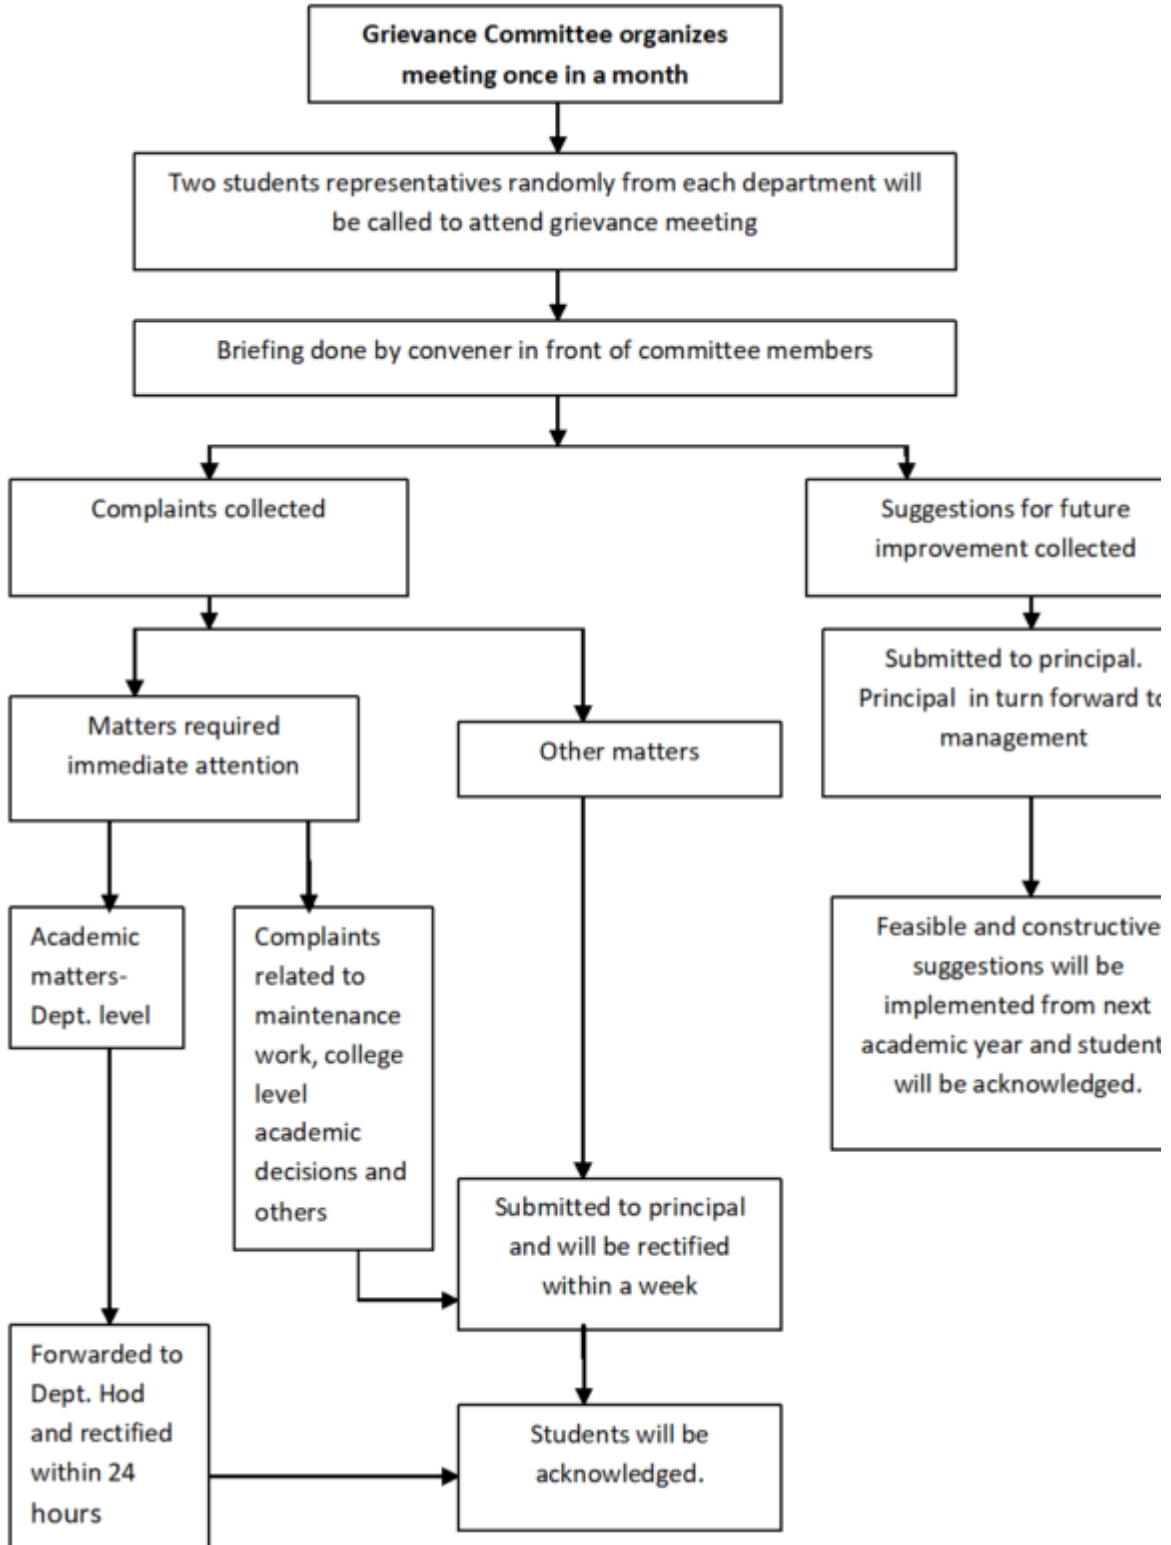 Grievance Committee organizes
meeting once in a month
Two students representatives randomly from each department will
be called to attend grievance meeting
Briefing done by convener in front of committee members
Complaints collected
Suggestions for future
improvement collected
Matters required
immediate attention
Other matters
Submitted to principal.
Principal in turn forward to
management
Academic
matters-
Dept. level
Complaints
related to
maintenance
work, college
level
academic
decisions and
others
Feasible and constructive
suggestions will be
implemented from next
academic year and student
will be acknowledged.
Submitted to principal
and will be rectified
within a week
Forwarded to
Dept. Hod
and rectified
within 24
hours
Students will be
acknowledged.